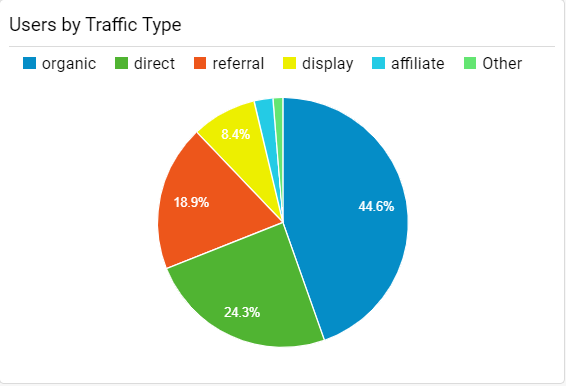 Users by Traffic Type
organic direct referral display affiliate Other
8.4%
18.9%
44.6%
24.3%